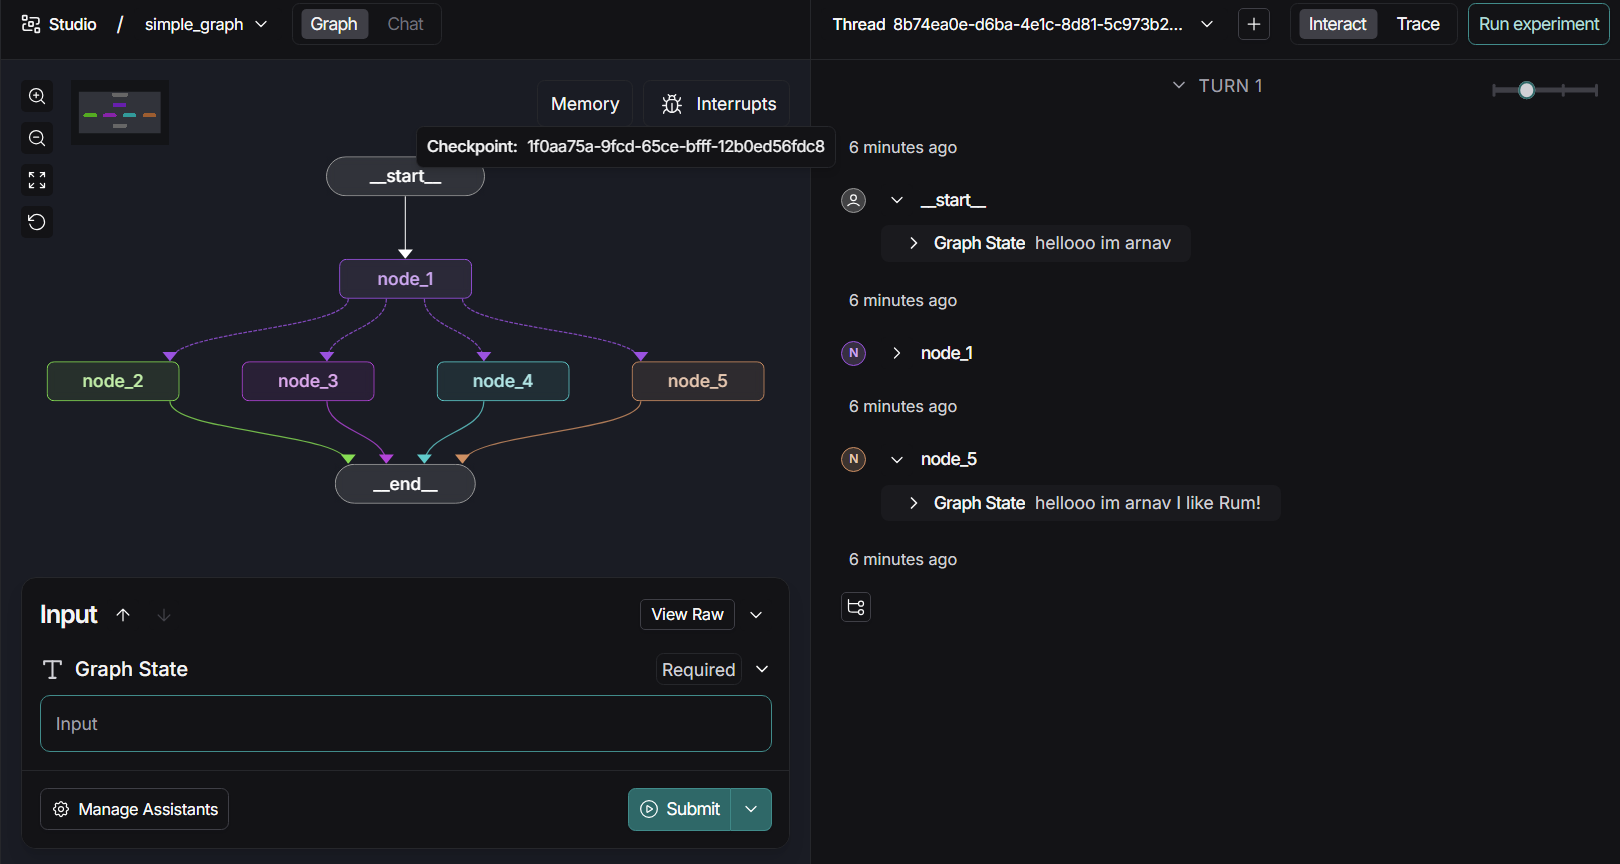 Studio / simple_graph
Graph Chat
Thread 8b74ea0e-d6ba-4e1c-8d81-5c973b2...
Interact Trace
Run experiment
Memory
Interrupts
Checkpoint: 1f0aa75a-9fcd-65ce-bfff-12b0ed56fdc8
__start__
node_1
node_2
node_3
node_4
node_5
__end__
Input
View Raw
Graph State
Required
Input
Manage Assistants
Submit
TURN 1
6 minutes ago
__start__
Graph State hellooo im arnav
6 minutes ago
N node_1
6 minutes ago
N node_5
Graph State hellooo im arnav I like Rum!
6 minutes ago